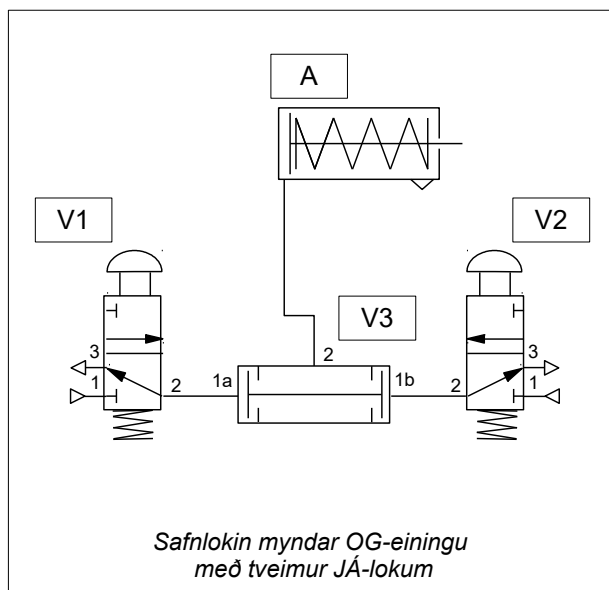 A
V1
V2
V3
3
2
3
1
2
1a
1b
2
1
Safnlokin myndar OG-einingu
með tveimur JÁ-lokum